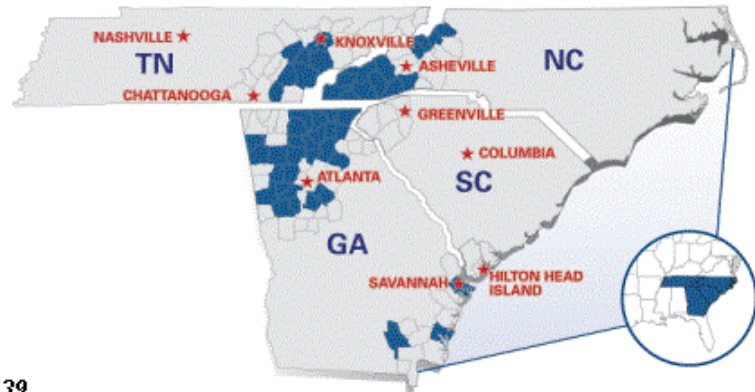 NASHVILLE
KNOXVILLE
TN
NC
ASHEVILLE
CHATTANOOGA
GREENVILLE
COLUMBIA
ATLANTA
SC
GA
SAVANNAH
HILTON HEAD
ISLAND
39